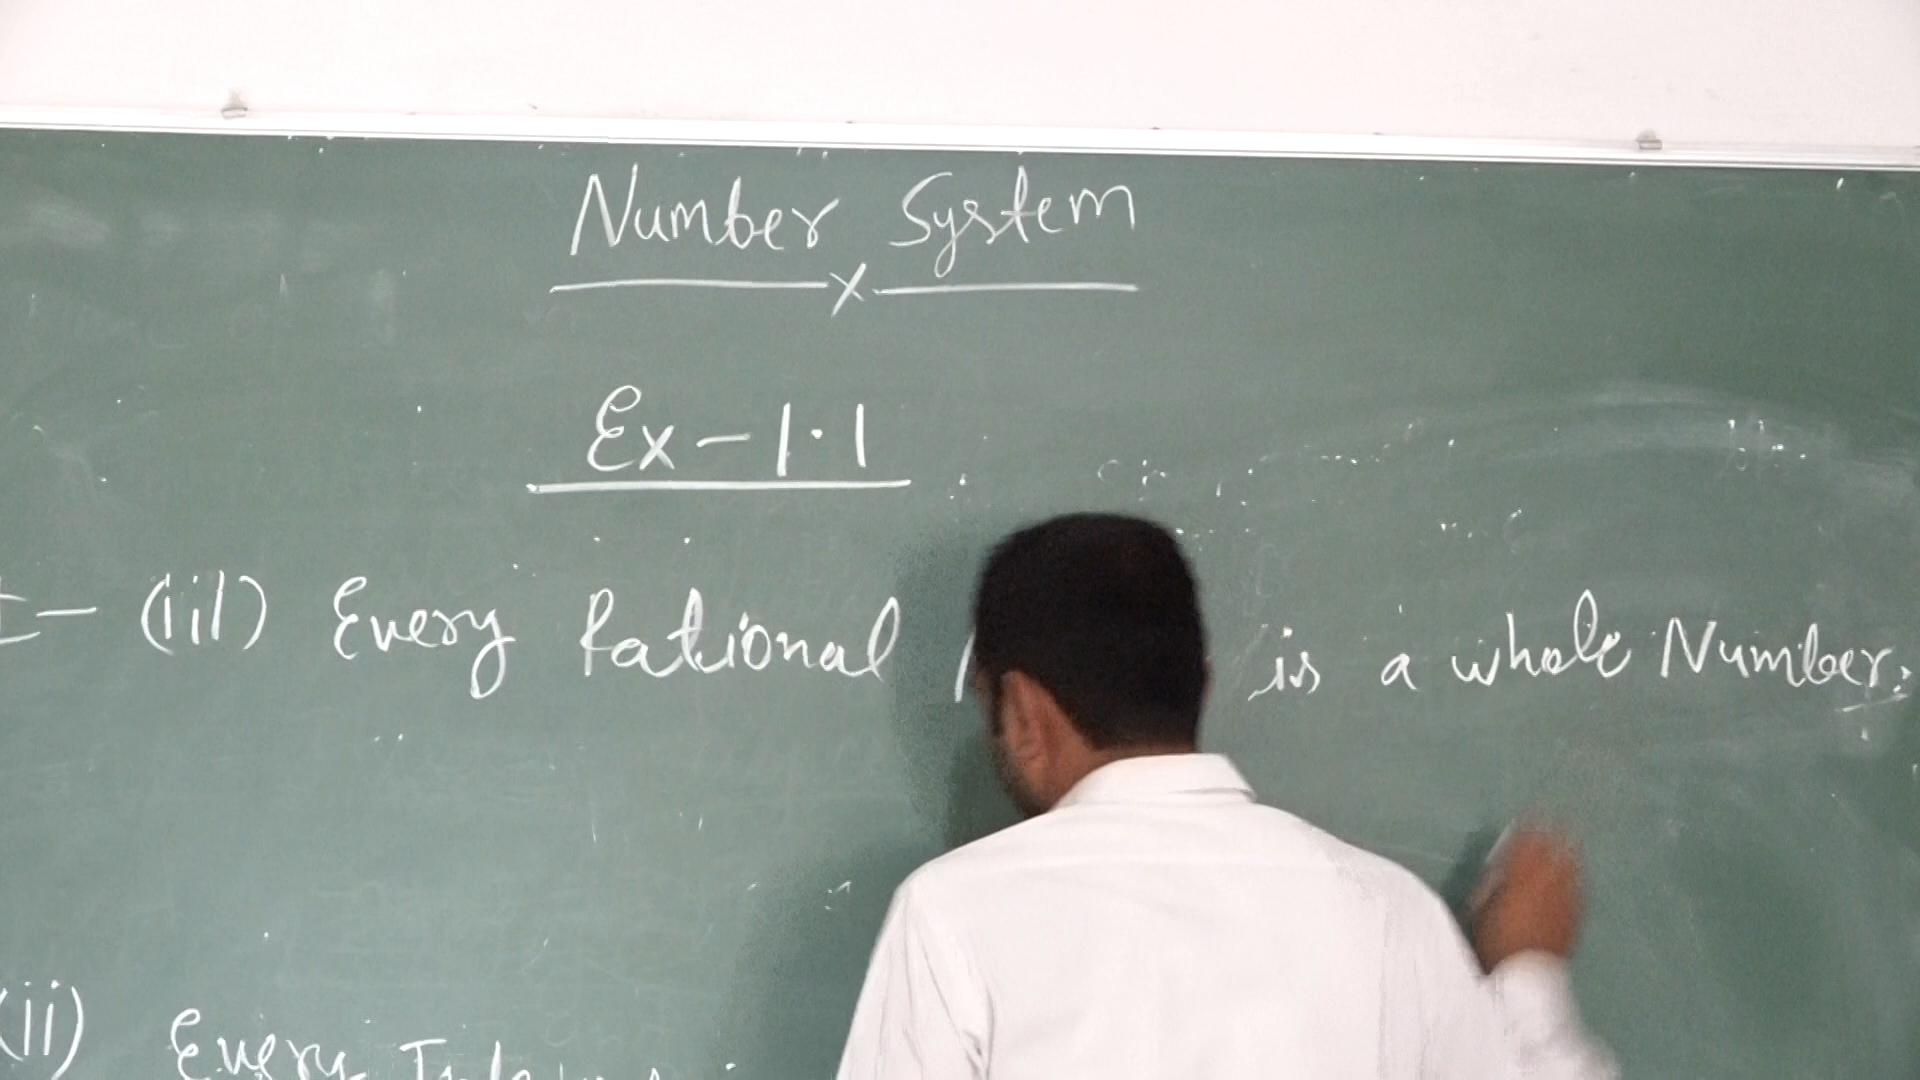 Number System
x
Ex-1.1
(iii) Every Rational is a whole Number.
(ii) Every